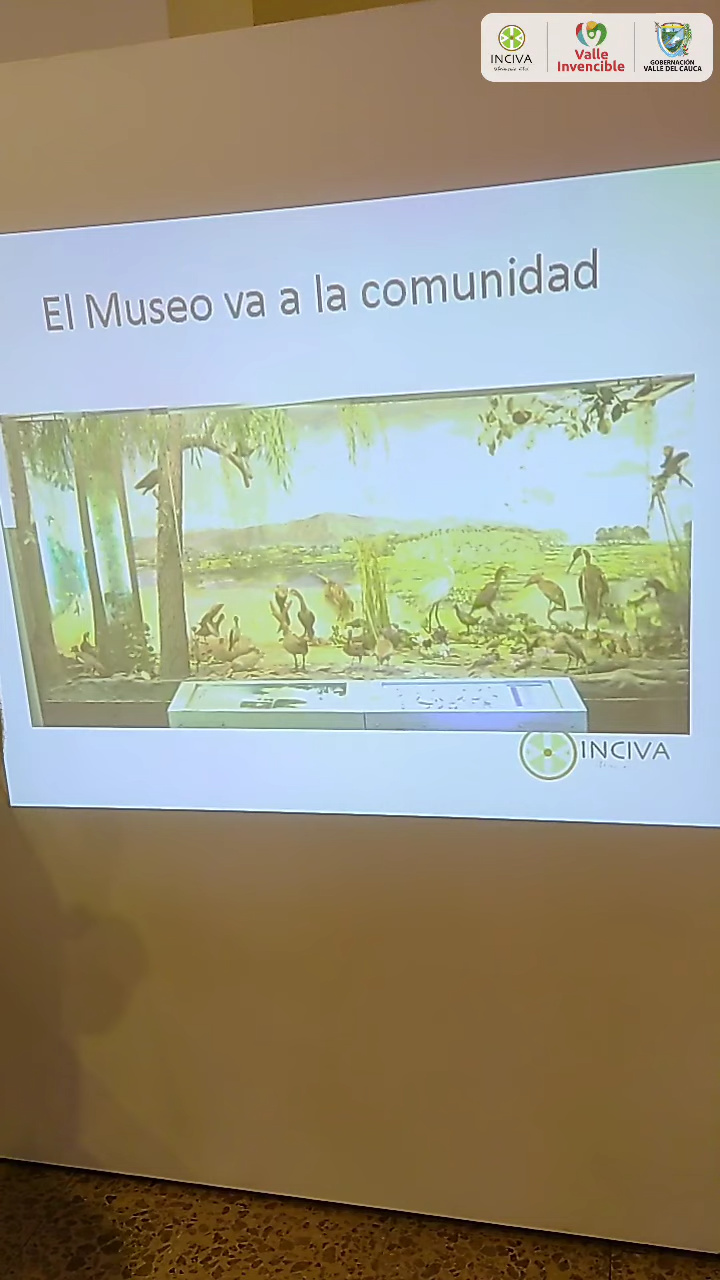 INCIVA
Valle
Invencible
GOBERNACIÓN
VALLE DEL CAUCA
El Museo va a la comunidad
INCIVA